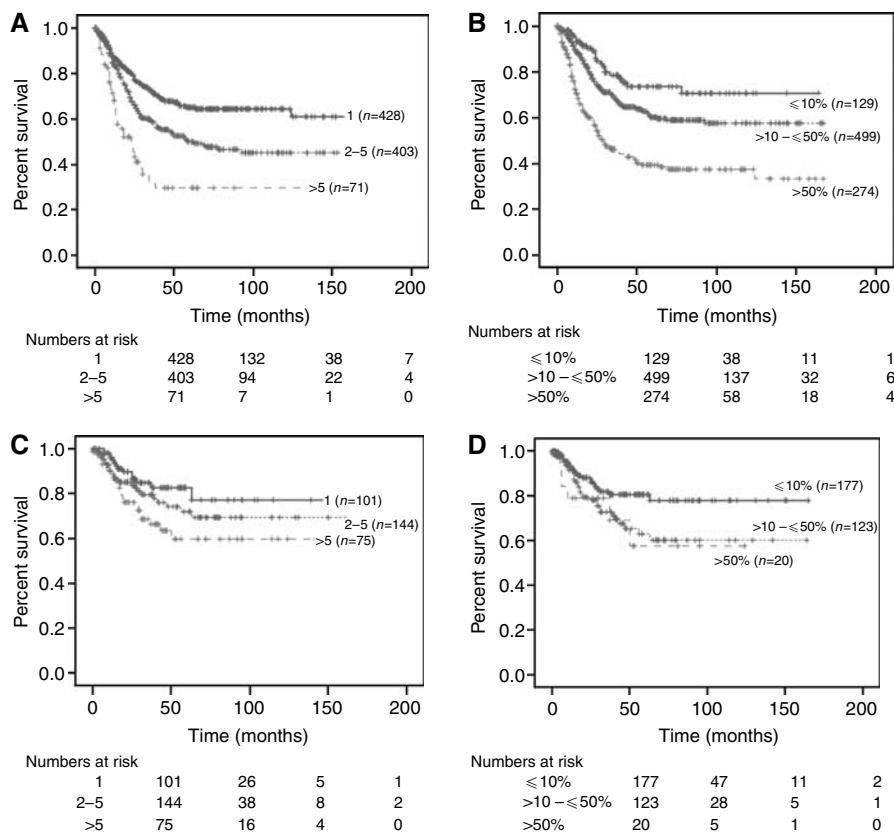 A
Percent survival
1.0
0.8
0.6
0.4
0.2
0.0
1 (n=428)
2–5 (n=403)
>5 (n=71)
0 50 100 150 200
Time (months)
Numbers at risk
1 428 132 38 7
2–5 403 94 22 4
>5 71 7 1 0
B
Percent survival
1.0
0.8
0.6
0.4
0.2
0.0
⩽10% (n=129)
>10 – ⩽50% (n=499)
>50% (n=274)
0 50 100 150 200
Time (months)
Numbers at risk
⩽10% 129 38 11 1
>10 – ⩽50% 499 137 32 6
>50% 274 58 18 4
C
Percent survival
1.0
0.8
0.6
0.4
0.2
0.0
1 (n=101)
2–5 (n=144)
>5 (n=75)
0 50 100 150 200
Time (months)
Numbers at risk
1 101 26 5 1
2–5 144 38 8 2
>5 75 16 4 0
D
Percent survival
1.0
0.8
0.6
0.4
0.2
0.0
⩽10% (n=177)
>10 – ⩽50% (n=123)
>50% (n=20)
0 50 100 150 200
Time (months)
Numbers at risk
⩽10% 177 47 11 2
>10 – ⩽50% 123 28 5 1
>50% 20 5 1 0